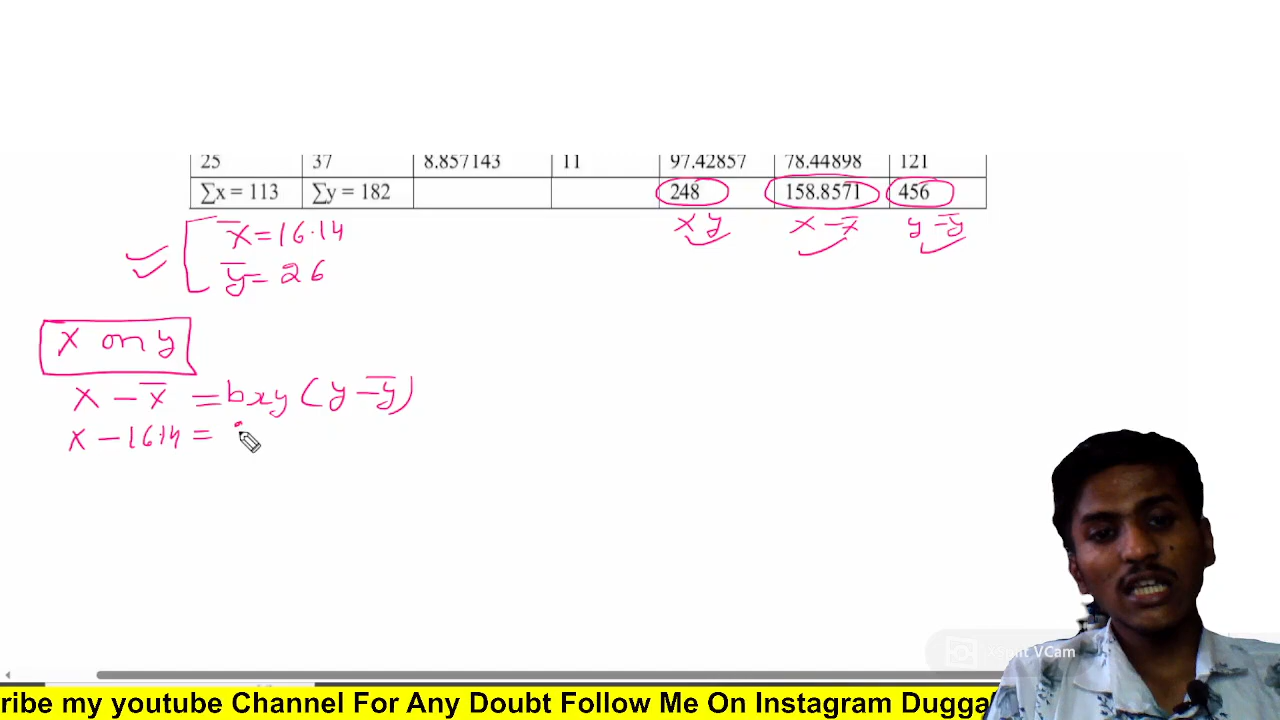 25 37 8.857143 11 97.42857 78.44898 121
∑x = 113 ∑y = 182 248 158.8571 456
x y x - x̅ y - y̅
x̅ = 16.14
y̅ = 26
x on y
x - x̅ = bxy (y - y̅)
x - 16.14 =
VCam
ribe my youtube Channel For Any Doubt Follow Me On Instagram Dugga